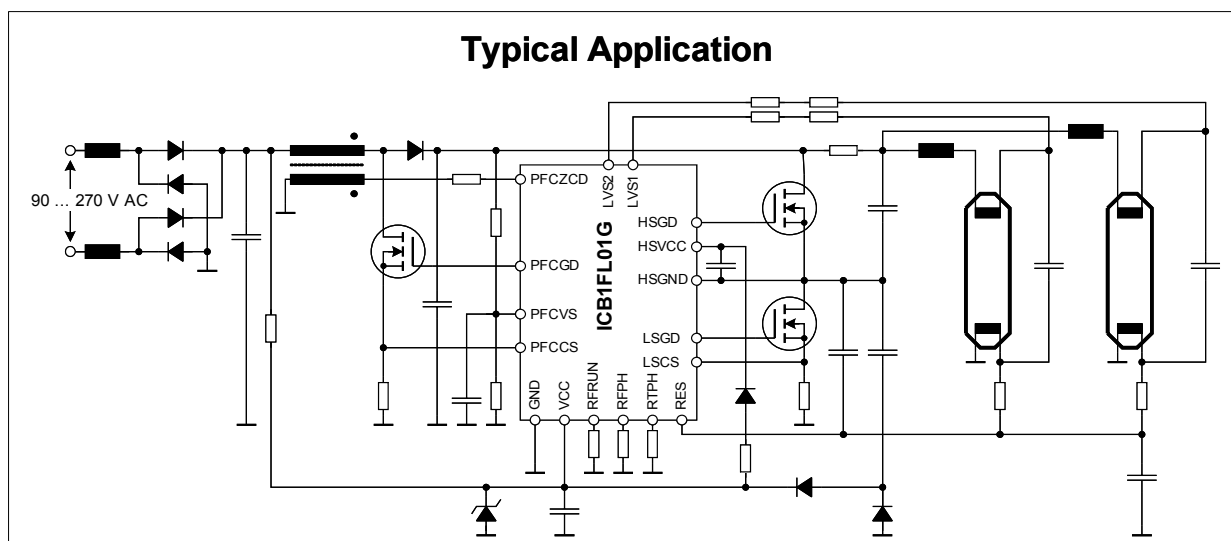 Typical Application
90 ... 270 V AC
LVS2
LVS1
PFCZCD
HSGD
HSVCC
PFCGD
HSGND
ICB1FL01G
PFCVS
LSGD
PFCCS
LSCS
GND
VCC
RFRUN
RFPH
RTPH
RES